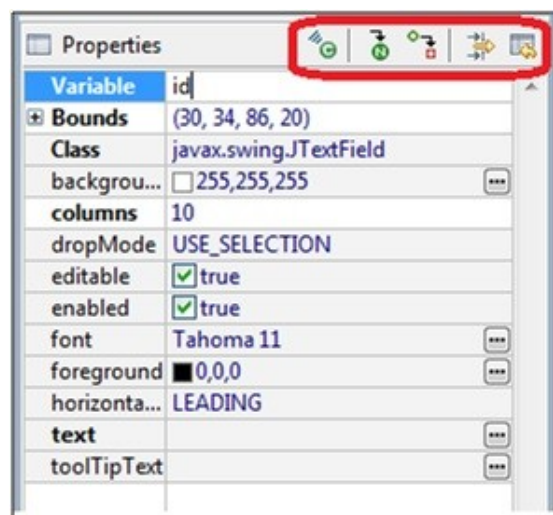 Properties
Variable id
Bounds (30, 34, 86, 20)
Class javax.swing.JTextField
backgrou... 255,255,255
columns 10
dropMode USE_SELECTION
editable true
enabled true
font Tahoma 11
foreground 0,0,0
horizonta... LEADING
text
toolTipText